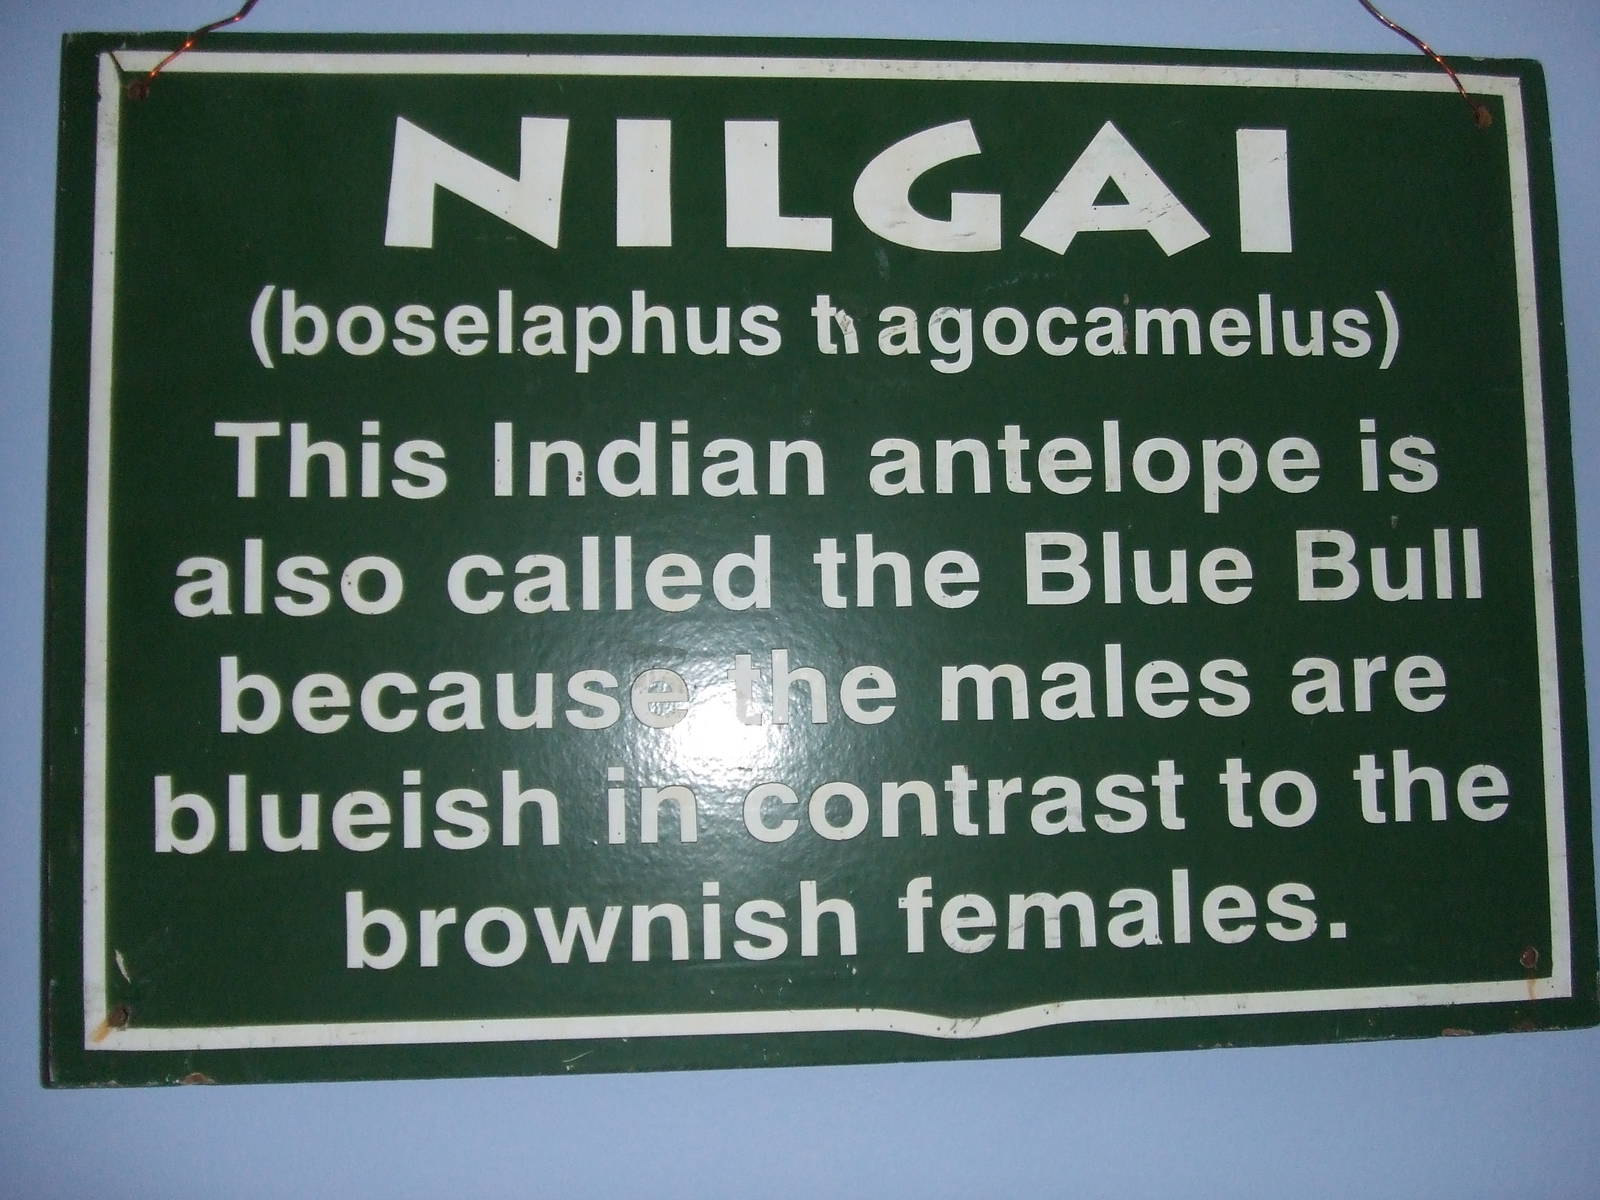 NILGAI
(boselaphus tragocamelus)
This Indian antelope is
also called the Blue Bull
because the males are
blueish in contrast to the
brownish females.